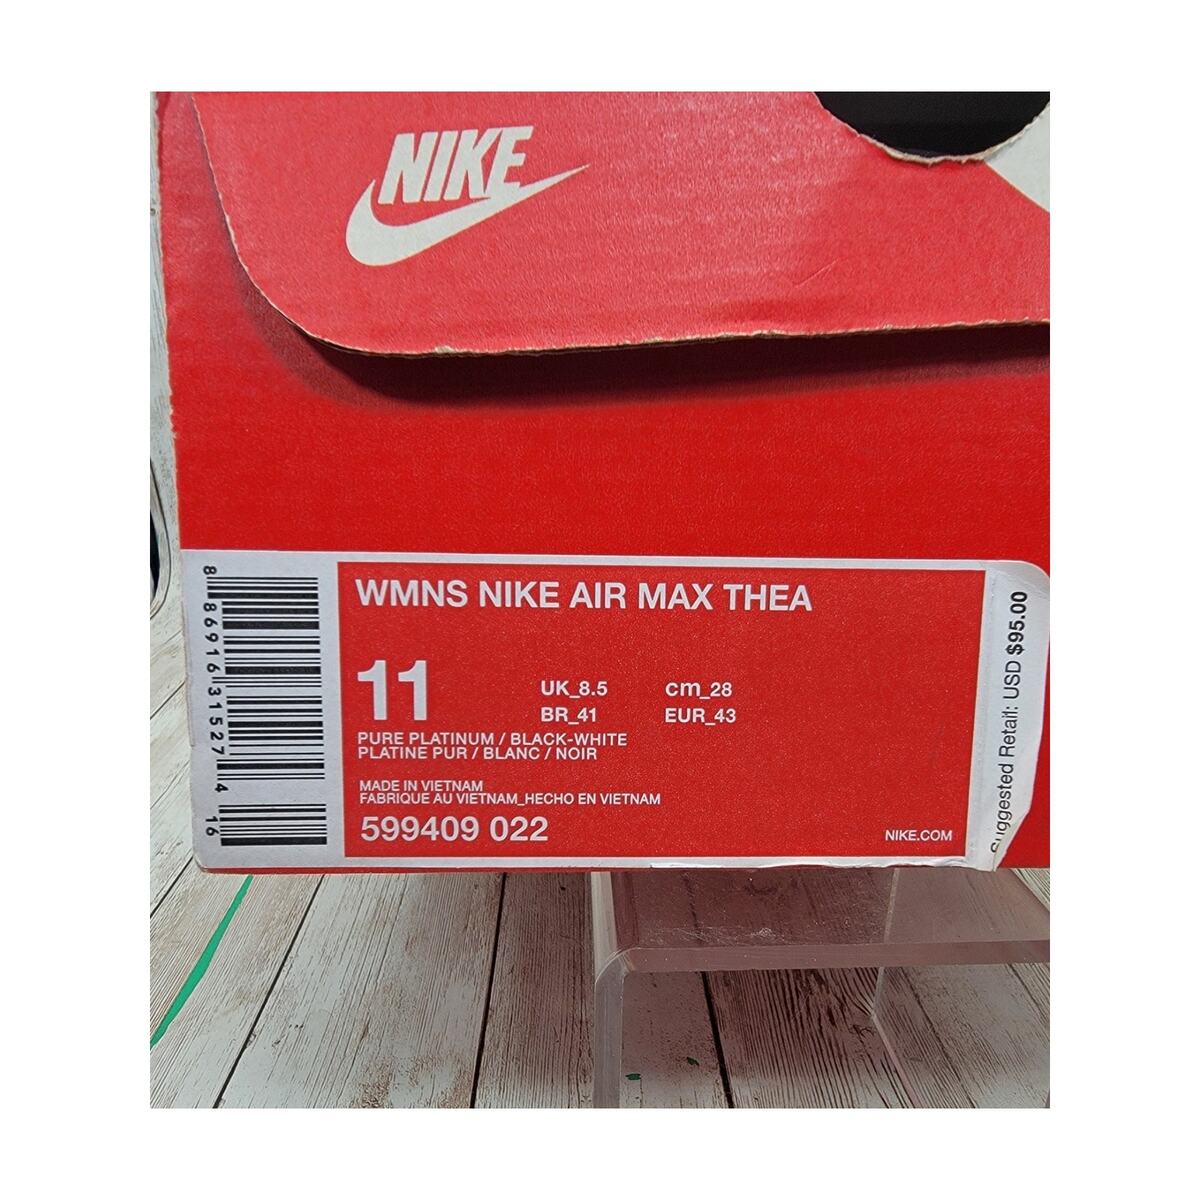 NIKE
WMNS NIKE AIR MAX THEA
11
UK_8.5 cm_28
BR_41 EUR_43
PURE PLATINUM / BLACK-WHITE
PLATINE PUR / BLANC / NOIR
MADE IN VIETNAM
FABRIQUE AU VIETNAM_HECHO EN VIETNAM
599409 022
NIKE.COM
8 86916 31527 4
16
Suggested Retail: USD $95.00